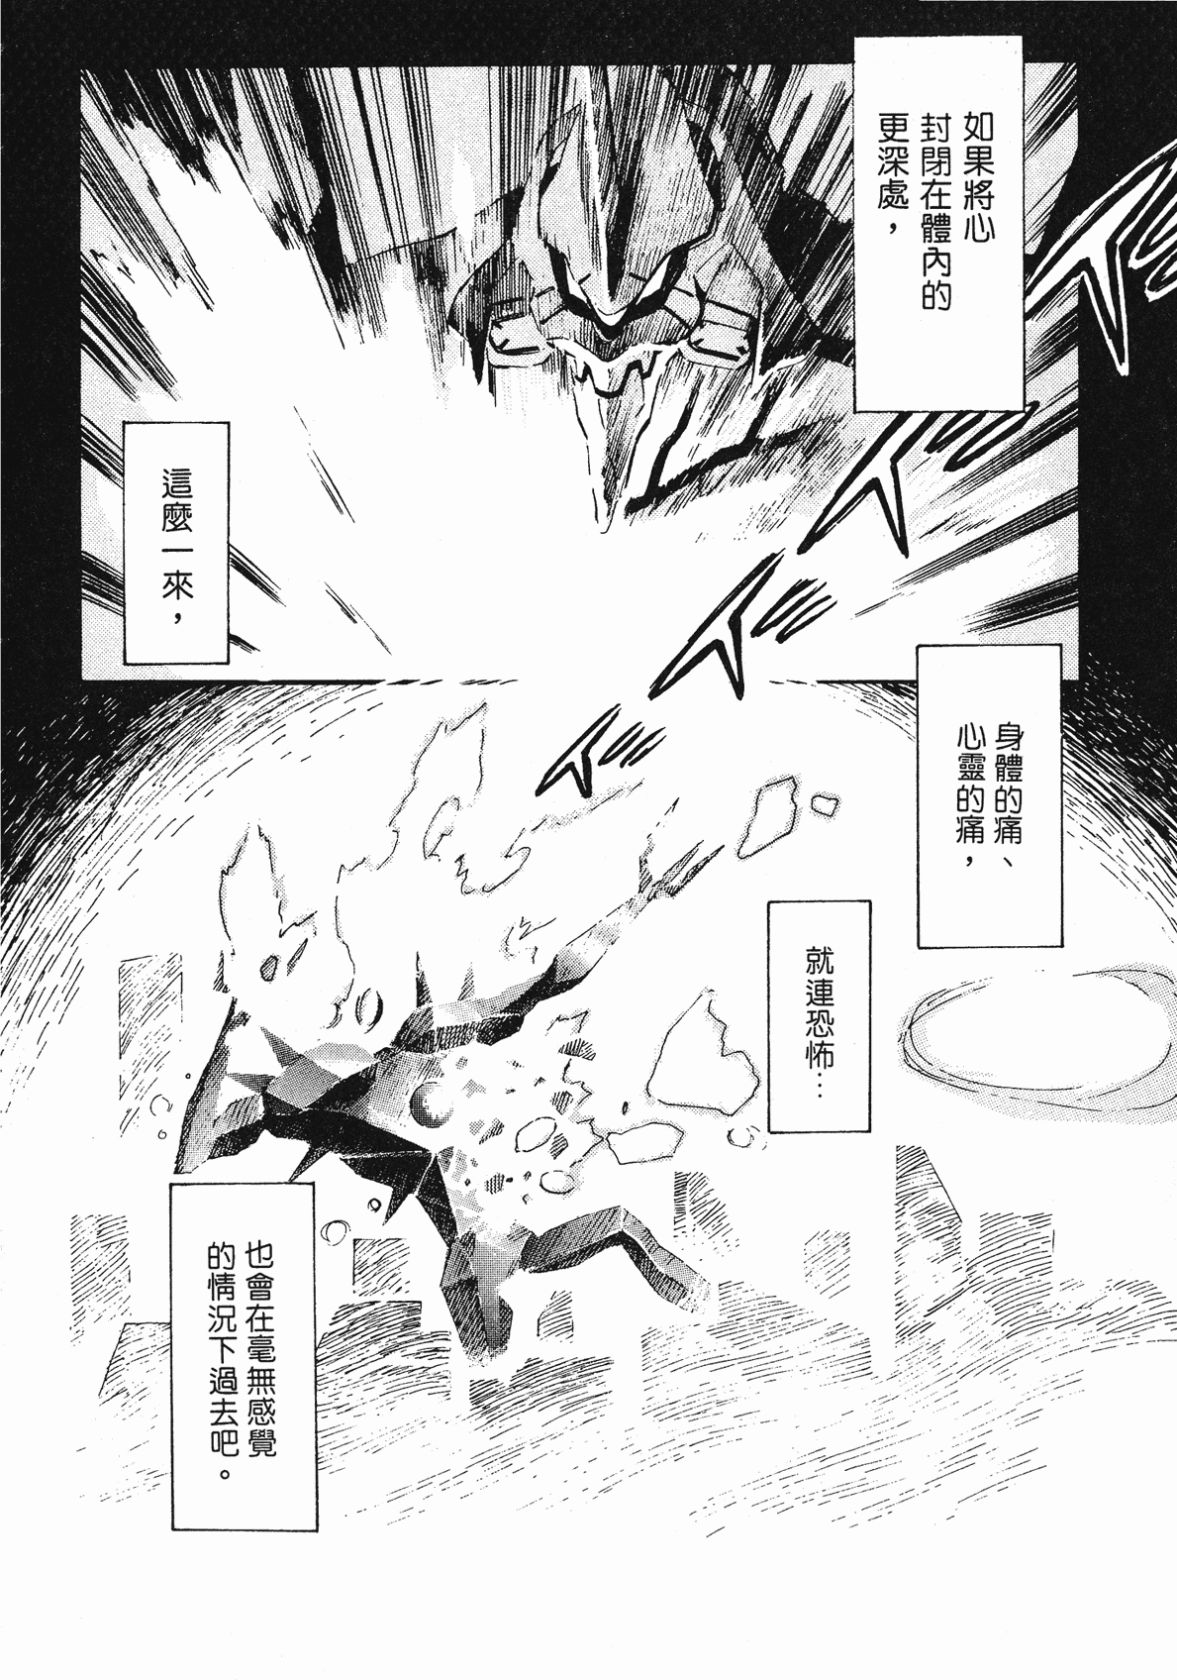 如果將心
封閉在體內的
更深處，
這麼一來，
身體的痛、
心靈的痛，
就連恐怖…
也會在毫無感覺
的情況下過去吧。